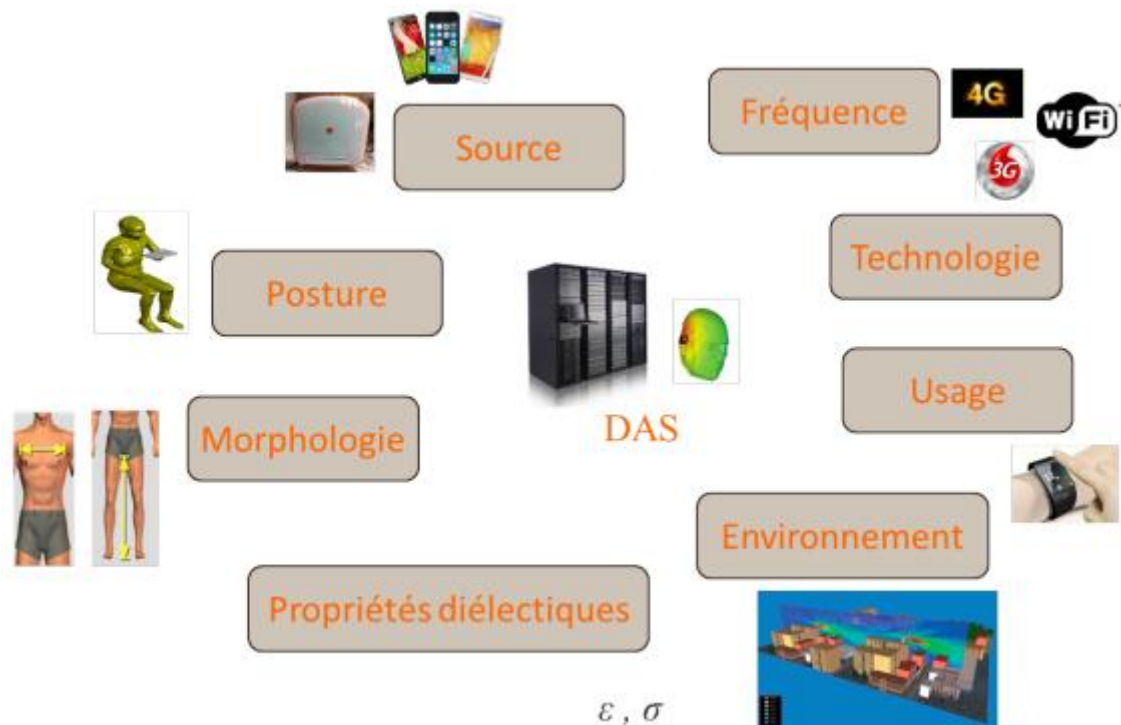 Source
Fréquence
4G
WiFi
3G
Technologie
Posture
Usage
DAS
Morphologie
Environnement
Propriétés diélectiques
ε , σ